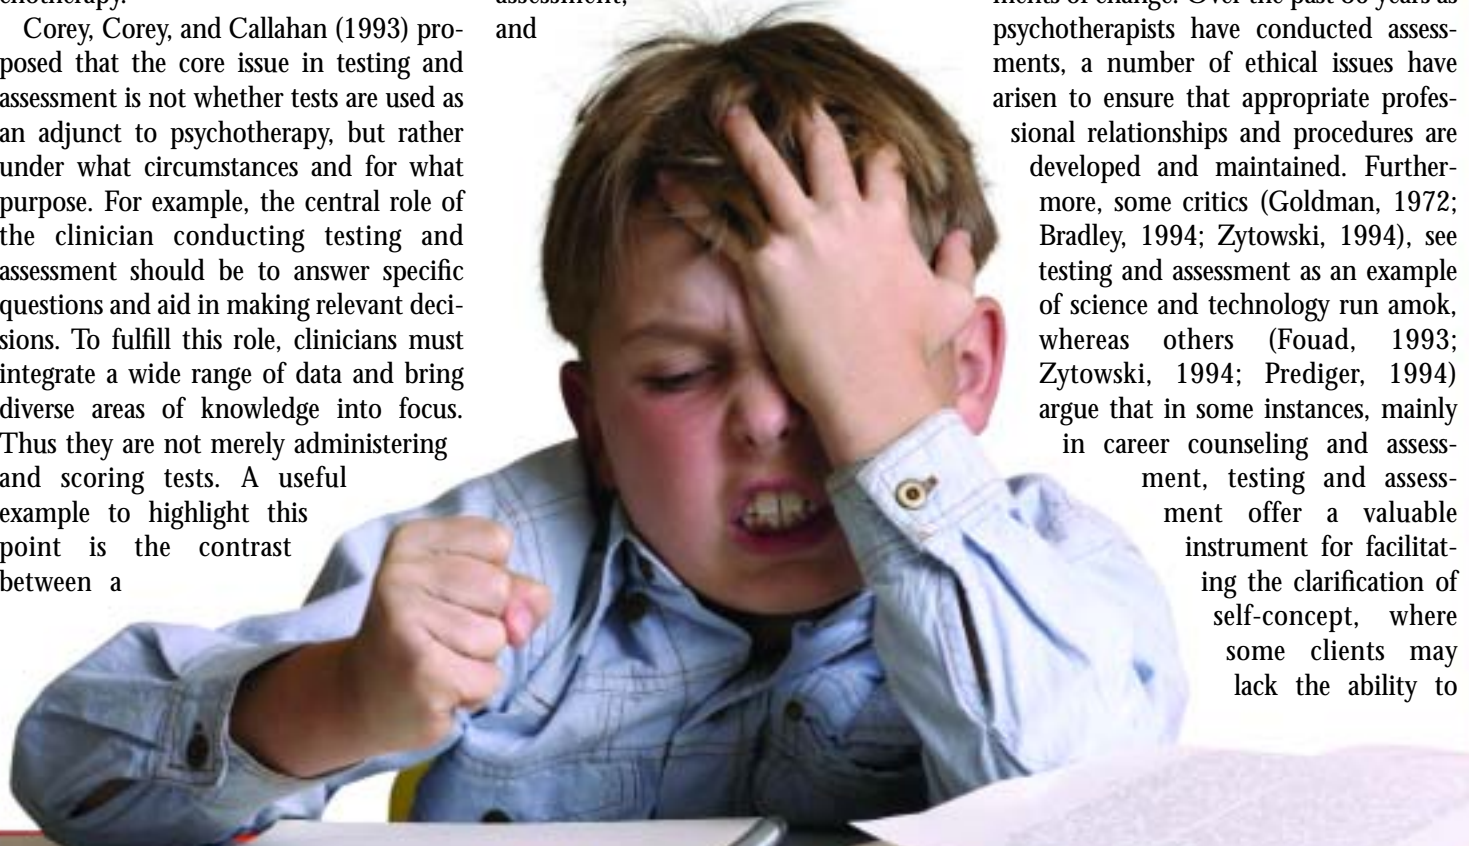 Corey, Corey, and Callahan (1993) pro-
posed that the core issue in testing and
assessment is not whether tests are used as
an adjunct to psychotherapy, but rather
under what circumstances and for what
purpose. For example, the central role of
the clinician conducting testing and
assessment should be to answer specific
questions and aid in making relevant deci-
sions. To fulfill this role, clinicians must
integrate a wide range of data and bring
diverse areas of knowledge into focus.
Thus they are not merely administering
and scoring tests. A useful
example to highlight this
point is the contrast
between a
and
psychotherapists have conducted assess-
ments, a number of ethical issues have
arisen to ensure that appropriate profes-
sional relationships and procedures are
developed and maintained. Further-
more, some critics (Goldman, 1972;
Bradley, 1994; Zytowski, 1994), see
testing and assessment as an example
of science and technology run amok,
whereas others (Fouad, 1993;
Zytowski, 1994; Prediger, 1994)
argue that in some instances, mainly
in career counseling and assess-
ment, testing and assess-
ment offer a valuable
instrument for facilitat-
ing the clarification of
self-concept, where
some clients may
lack the ability to